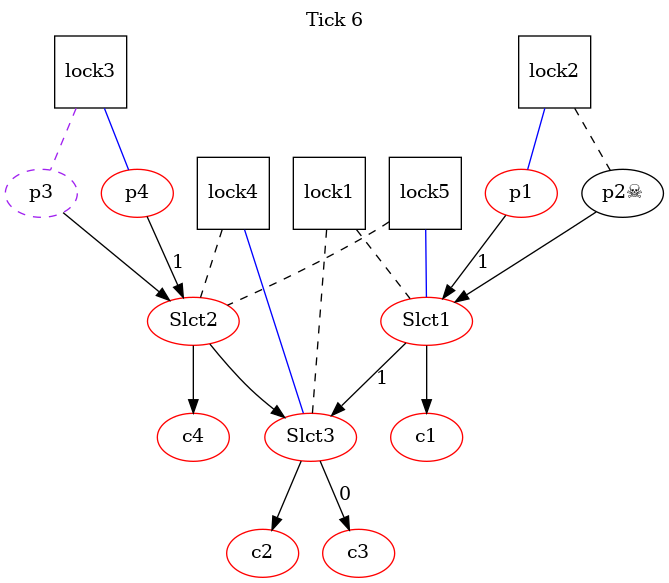 Tick 6
lock3
lock2
p3
p4
lock4
lock1
lock5
p1
p2☠
1
1
Slct2
Slct1
1
c4
Slct3
c1
0
c2
c3